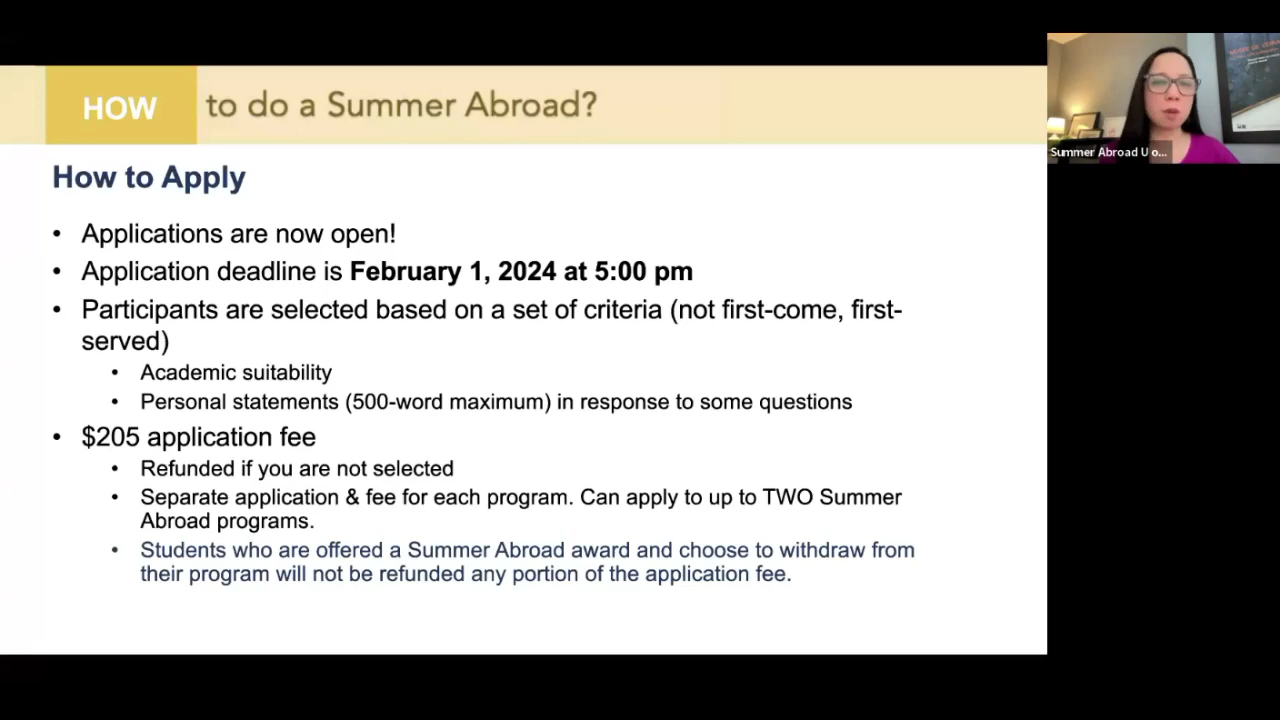 HOW to do a Summer Abroad?
How to Apply
• Applications are now open!
• Application deadline is February 1, 2024 at 5:00 pm
• Participants are selected based on a set of criteria (not first-come, first-
served)
• Academic suitability
• Personal statements (500-word maximum) in response to some questions
• $205 application fee
• Refunded if you are not selected
• Separate application & fee for each program. Can apply to up to TWO Summer
Abroad programs.
• Students who are offered a Summer Abroad award and choose to withdraw from
their program will not be refunded any portion of the application fee.
Summer Abroad U o...